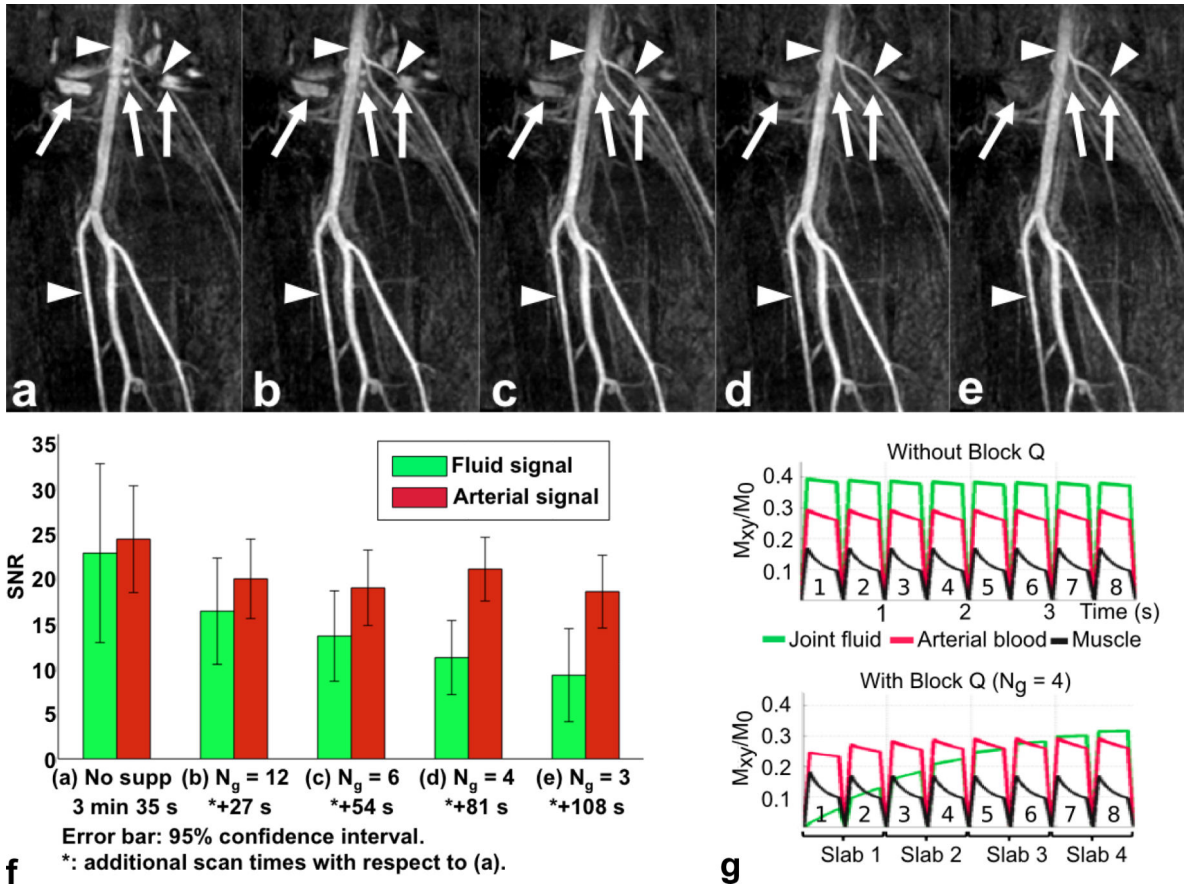 a
b
c
d
e
35
30
25
20
15
10
5
0
SNR
Fluid signal
Arterial signal
(a) No supp
3 min 35 s
(b) Ng = 12
*+27 s
(c) Ng = 6
*+54 s
(d) Ng = 4
*+81 s
(e) Ng = 3
*+108 s
Error bar: 95% confidence interval.
*: additional scan times with respect to (a).
f
Without Block Q
Mxy/M0
0.4
0.3
0.2
0.1
1 2 3 4 5 6 7 8
1 2 3 Time (s)
Joint fluid Arterial blood Muscle
With Block Q (Ng = 4)
Mxy/M0
0.4
0.3
0.2
0.1
1 2 3 4 5 6 7 8
Slab 1 Slab 2 Slab 3 Slab 4
g